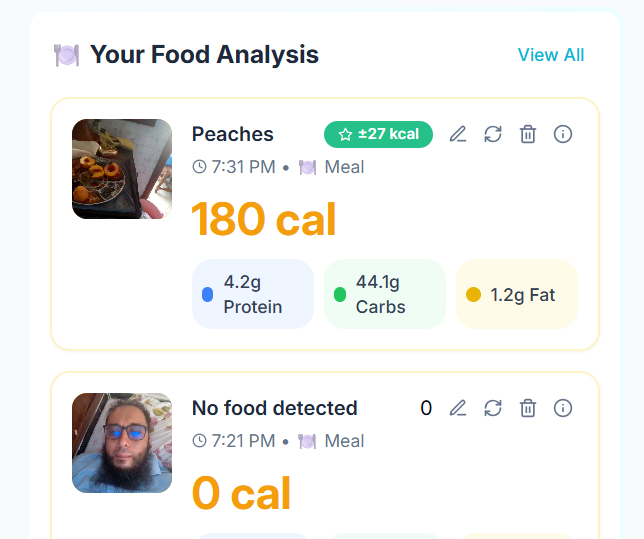 Your Food Analysis
View All
Peaches
±27 kcal
7:31 PM • Meal
180 cal
4.2g
Protein
44.1g
Carbs
1.2g Fat
No food detected
0
7:21 PM • Meal
0 cal